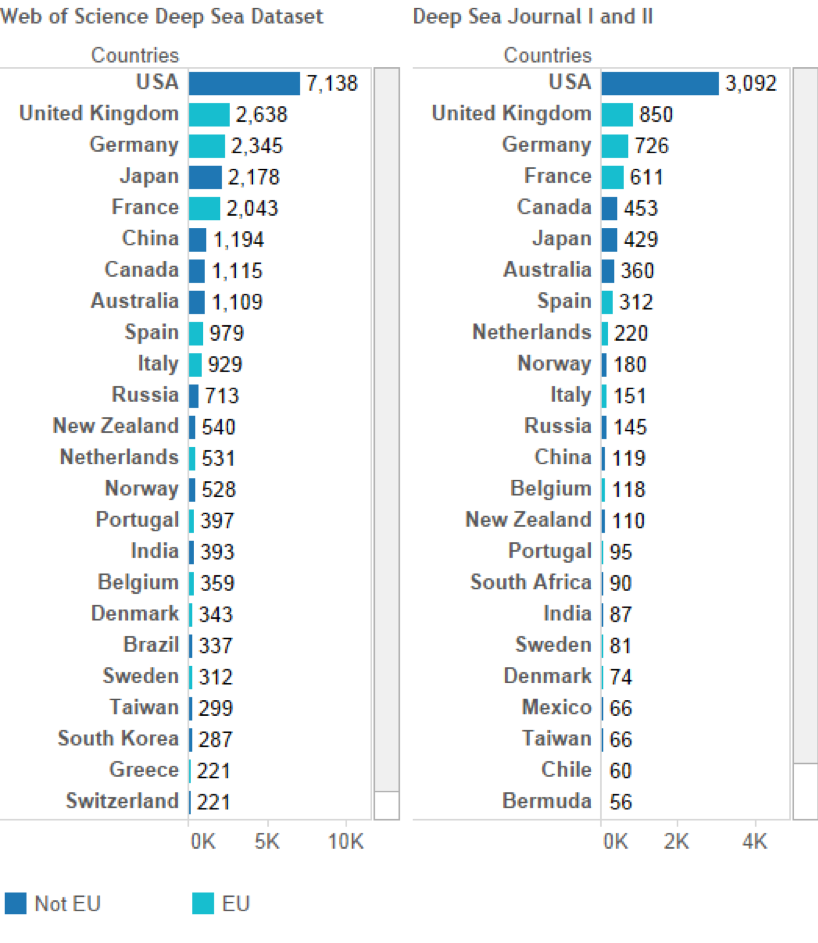 Web of Science Deep Sea Dataset
Countries
USA 7,138
United Kingdom 2,638
Germany 2,345
Japan 2,178
France 2,043
China 1,194
Canada 1,115
Australia 1,109
Spain 979
Italy 929
Russia 713
New Zealand 540
Netherlands 531
Norway 528
Portugal 397
India 393
Belgium 359
Denmark 343
Brazil 337
Sweden 312
Taiwan 299
South Korea 287
Greece 221
Switzerland 221
0K 5K 10K
Deep Sea Journal I and II
Countries
USA 3,092
United Kingdom 850
Germany 726
France 611
Canada 453
Japan 429
Australia 360
Spain 312
Netherlands 220
Norway 180
Italy 151
Russia 145
China 119
Belgium 118
New Zealand 110
Portugal 95
South Africa 90
India 87
Sweden 81
Denmark 74
Mexico 66
Taiwan 66
Chile 60
Bermuda 56
0K 2K 4K
Not EU EU